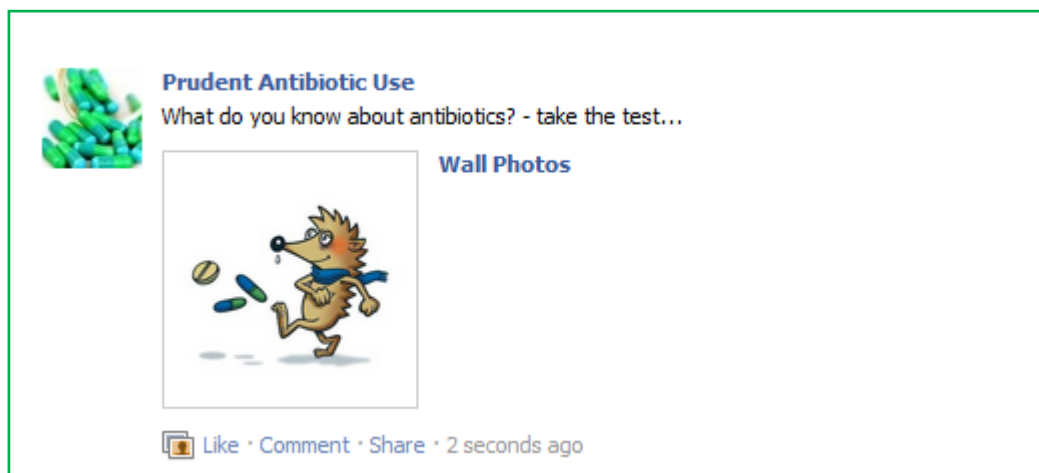 Prudent Antibiotic Use
What do you know about antibiotics? - take the test...
Wall Photos
Like · Comment · Share · 2 seconds ago